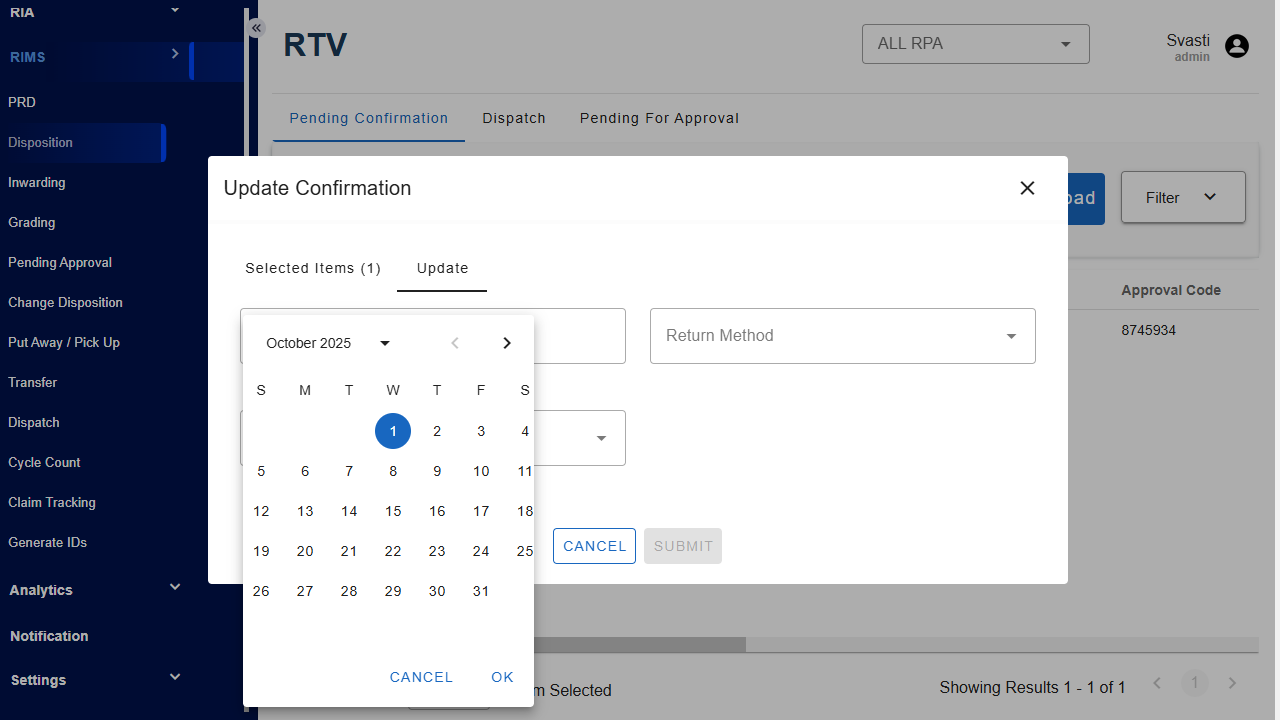 RIA
RIMS
PRD
Disposition
Inwarding
Grading
Pending Approval
Change Disposition
Put Away / Pick Up
Transfer
Dispatch
Cycle Count
Claim Tracking
Generate IDs
Analytics
Notification
Settings
RTV
ALL RPA
Svasti
admin
Pending Confirmation Dispatch Pending For Approval
Filter
Approval Code
8745934
Update Confirmation
Selected Items (1) Update
Return Method
October 2025
S M T W T F S
1 2 3 4
5 6 7 8 9 10 11
12 13 14 15 16 17 18
19 20 21 22 23 24 25
26 27 28 29 30 31
CANCEL OK
CANCEL SUBMIT
Selected
Showing Results 1 - 1 of 1
1